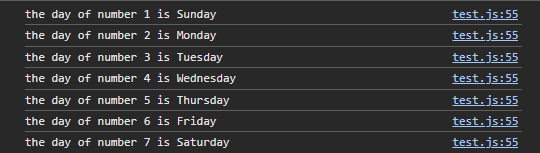 the day of number 1 is Sunday test.js:55
the day of number 2 is Monday test.js:55
the day of number 3 is Tuesday test.js:55
the day of number 4 is Wednesday test.js:55
the day of number 5 is Thursday test.js:55
the day of number 6 is Friday test.js:55
the day of number 7 is Saturday test.js:55